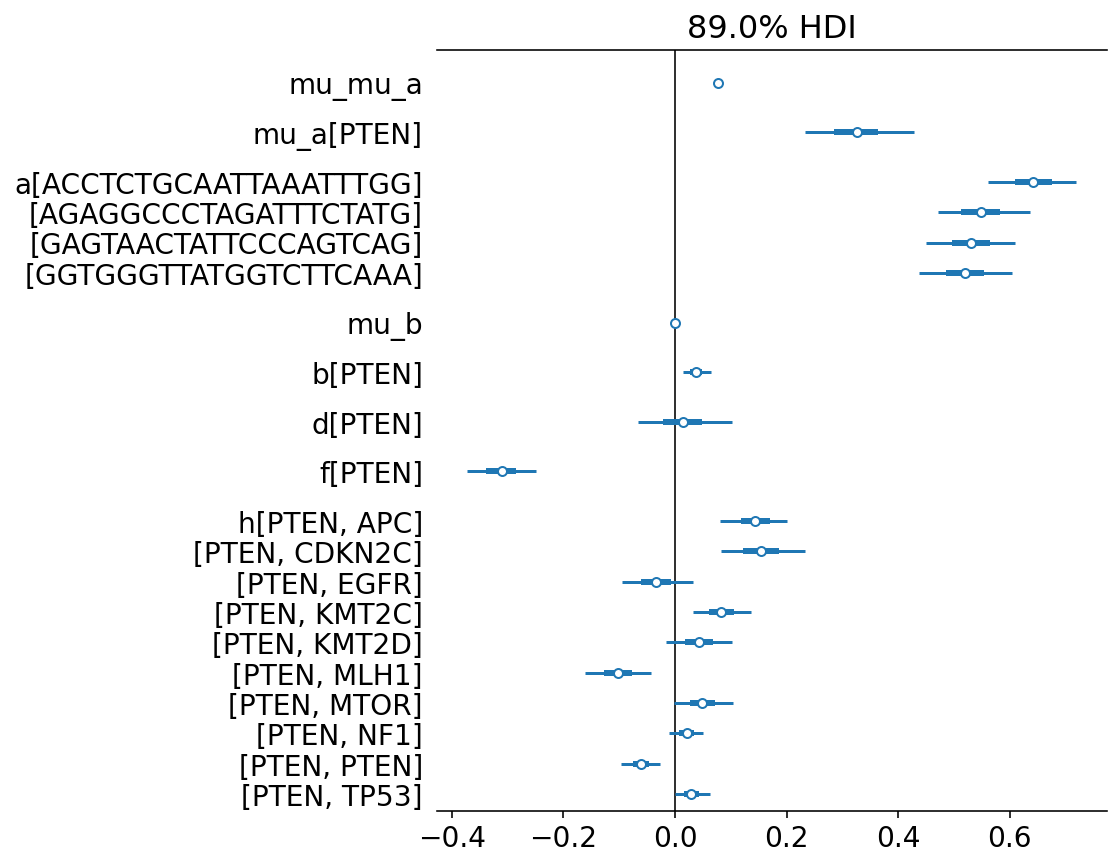 89.0% HDI
mu_mu_a
mu_a[PTEN]
a[ACCTCTGCAATTAAATTTGG]
[AGAGGCCCTAGATTTCTATG]
[GAGTAACTATTCCCAGTCAG]
[GGTGGGTTATGGTCTTCAAA]
mu_b
b[PTEN]
d[PTEN]
f[PTEN]
h[PTEN, APC]
[PTEN, CDKN2C]
[PTEN, EGFR]
[PTEN, KMT2C]
[PTEN, KMT2D]
[PTEN, MLH1]
[PTEN, MTOR]
[PTEN, NF1]
[PTEN, PTEN]
[PTEN, TP53]
−0.4 −0.2 0.0 0.2 0.4 0.6